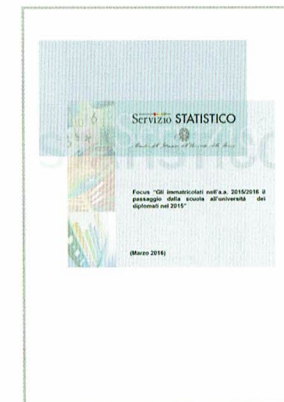 Servizio STATISTICO
Focus "Gli immatricolati nell'a.a. 2015/2016 il
passaggio dalla scuola all'università dei
diplomati nel 2015"
(Marzo 2016)